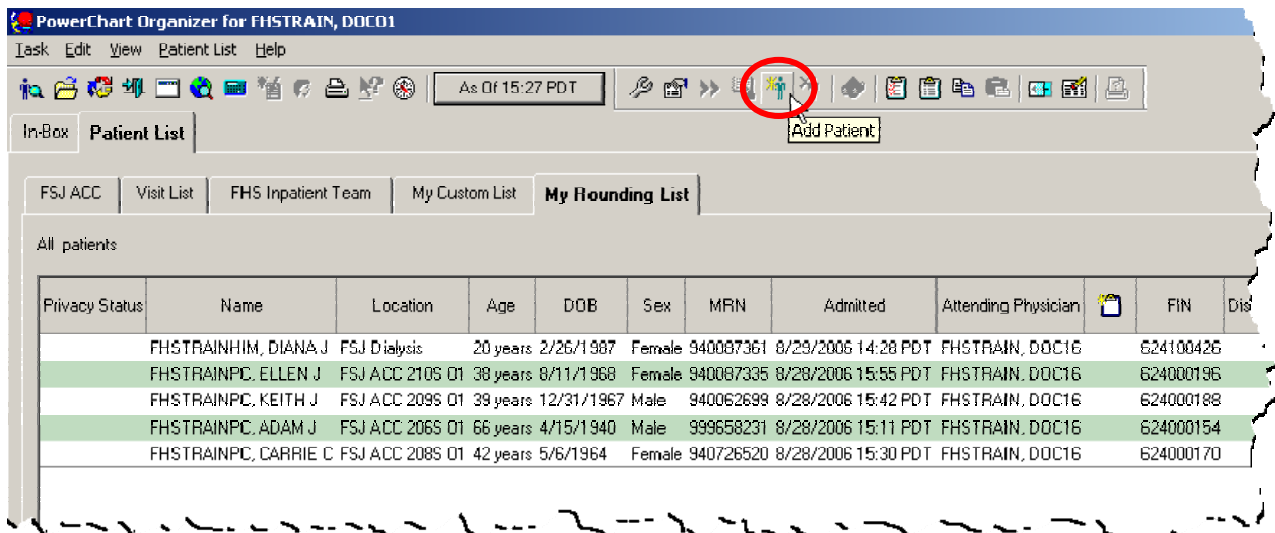 PowerChart Organizer for FHSTRAIN, DOC01
Task Edit View Patient List Help
As Of 15:27 PDT
Add Patient
In-Box Patient List
FSJ ACC Visit List FHS Inpatient Team My Custom List My Rounding List
All patients
Privacy Status Name Location Age DOB Sex MRN Admitted Attending Physician FIN Dis
FHSTRAINHIM, DIANA J FSJ Dialysis 20 years 2/26/1987 Female 940087361 8/29/2006 14:28 PDT FHSTRAIN, DOC16 624100426
FHSTRAINPC, ELLEN J FSJ ACC 210S 01 38 years 8/11/1968 Female 940087335 8/28/2006 15:55 PDT FHSTRAIN, DOC16 624000196
FHSTRAINPC, KEITH J FSJ ACC 209S 01 39 years 12/31/1967 Male 940062699 8/28/2006 15:42 PDT FHSTRAIN, DOC16 624000188
FHSTRAINPC, ADAM J FSJ ACC 206S 01 66 years 4/15/1940 Male 999658231 8/28/2006 15:11 PDT FHSTRAIN, DOC16 624000154
FHSTRAINPC, CARRIE C FSJ ACC 208S 01 42 years 5/6/1964 Female 940726520 8/28/2006 15:30 PDT FHSTRAIN, DOC16 624000170